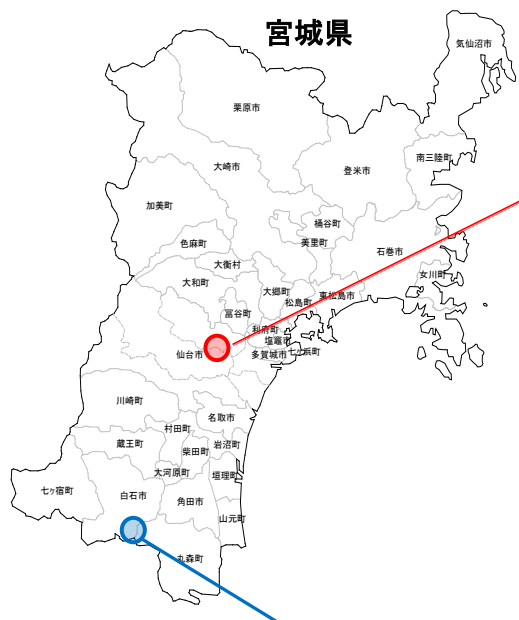 宮城県
気仙沼市
栗原市
南三陸町
大崎市
登米市
加美町
桶谷町
色麻町
美里町
石巻市
大衡村
女川町
大和町
大郷町
東松島市
松島町
冨谷町
利府町
塩竈市
仙台市
多賀城市
七ヶ浜町
川崎町
名取市
村田町
蔵王町
岩沼町
柴田町
大河原町
垣理町
七ヶ宿町
白石市
角田市
山元町
丸森町